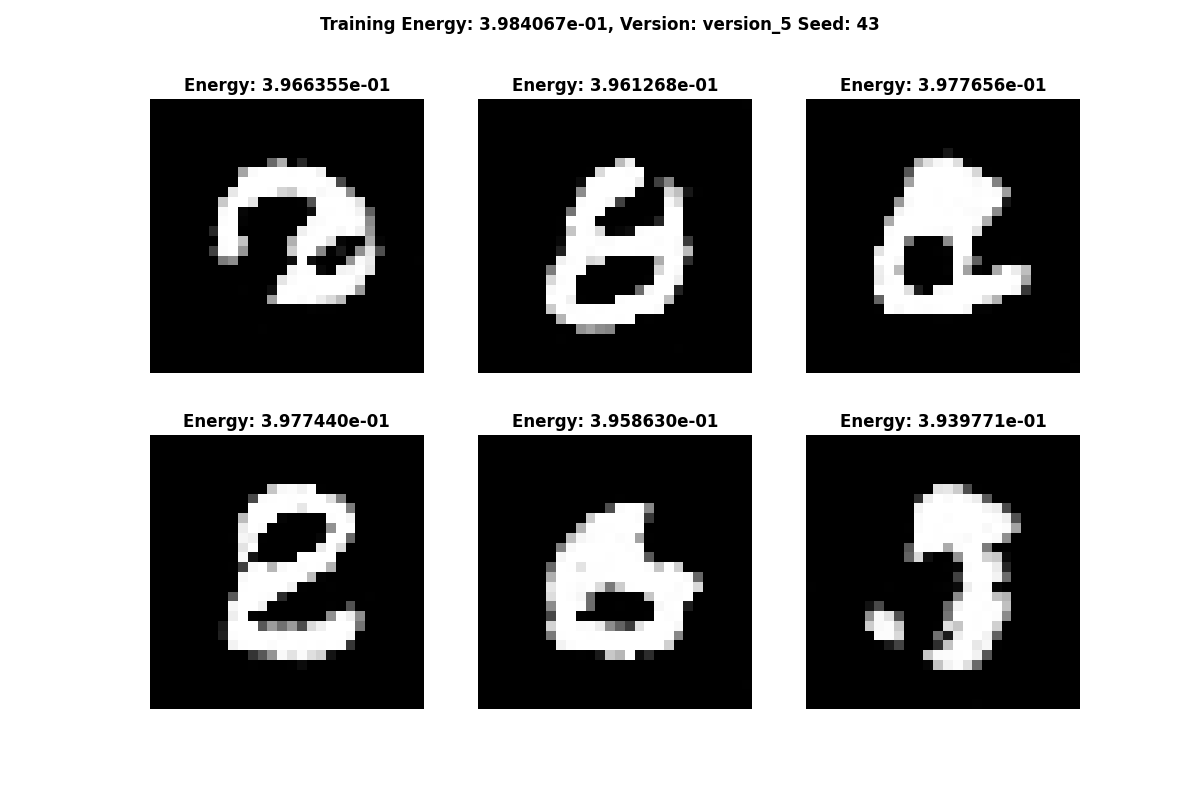 Training Energy: 3.984067e-01, Version: version_5 Seed: 43
Energy: 3.966355e-01
Energy: 3.961268e-01
Energy: 3.977656e-01
Energy: 3.977440e-01
Energy: 3.958630e-01
Energy: 3.939771e-01